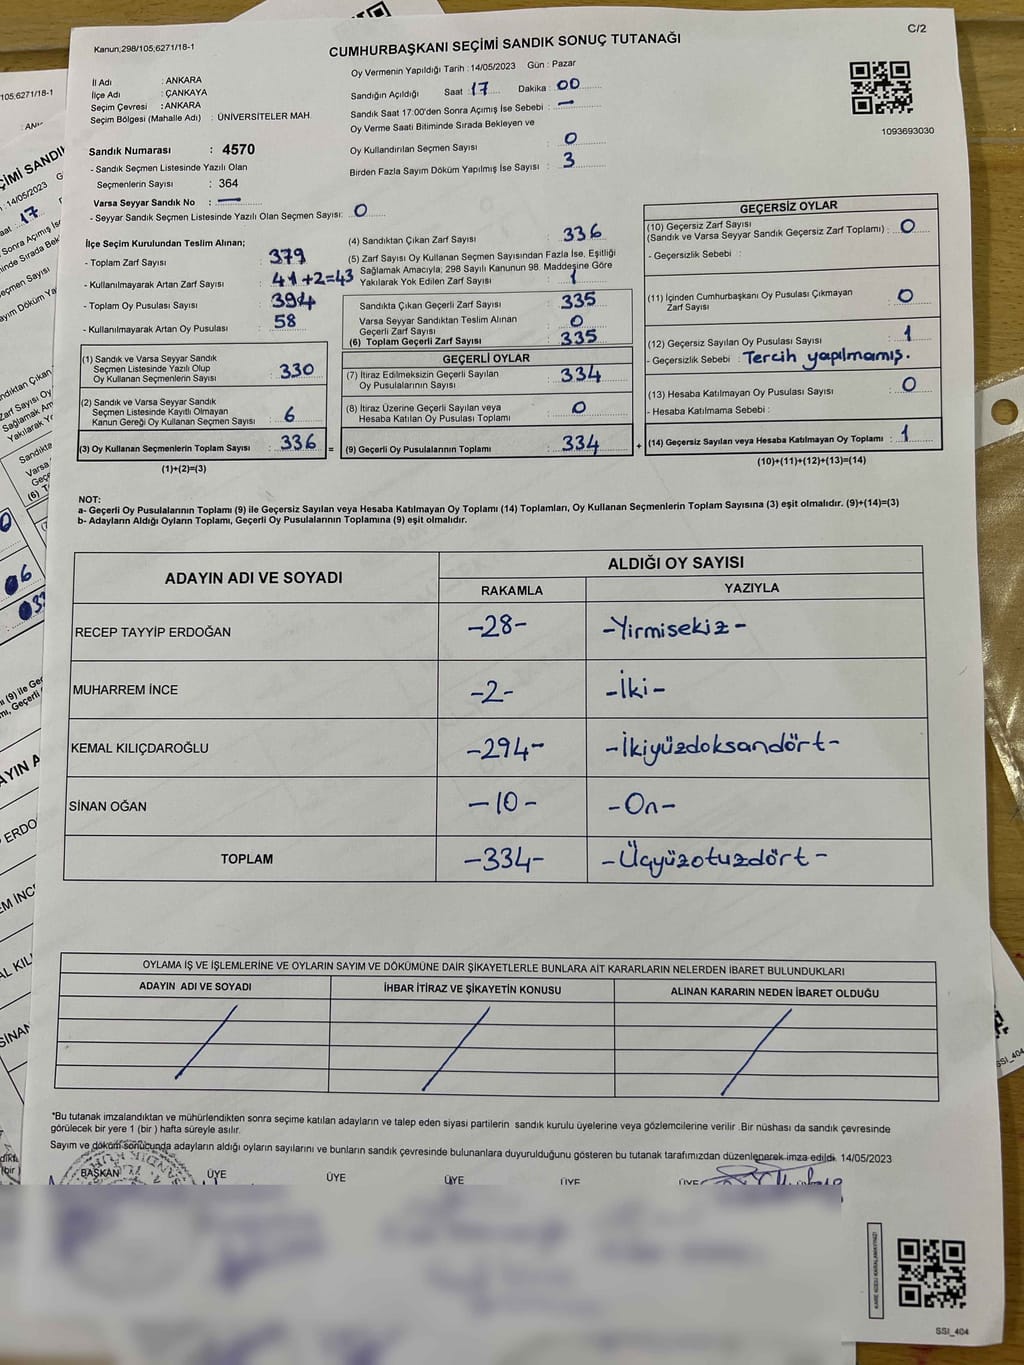 C/2
Kanun;298/105;6271/18-1
CUMHURBAŞKANI SEÇİMİ SANDIK SONUÇ TUTANAĞI
İl Adı : ANKARA
İlçe Adı : ÇANKAYA
Seçim Çevresi : ANKARA
Seçim Bölgesi (Mahalle Adı) : ÜNİVERSİTELER MAH.
Oy Vermenin Yapıldığı Tarih : 14/05/2023 Gün : Pazar
Sandığın Açıldığı Saat 17 Dakika : 00
Sandık Saat 17:00'den Sonra Açımış İse Sebebi : —
Oy Verme Saati Bitiminde Sırada Bekleyen ve
Oy Kullandırılan Seçmen Sayısı : 0
Birden Fazla Sayım Döküm Yapılmış İse Sayısı : 3
1093693030
Sandık Numarası : 4570
- Sandık Seçmen Listesinde Yazılı Olan
Seçmenlerin Sayısı : 364
Varsa Seyyar Sandık No : —
- Seyyar Sandık Seçmen Listesinde Yazılı Olan Seçmen Sayısı: 0
İlçe Seçim Kurulundan Teslim Alınan;
- Toplam Zarf Sayısı : 379
- Kullanılmayarak Artan Zarf Sayısı : 41+2=43
- Toplam Oy Pusulası Sayısı : 394
- Kullanılmayarak Artan Oy Pusulası : 58
(1) Sandık ve Varsa Seyyar Sandık
Seçmen Listesinde Yazılı Olup
Oy Kullanan Seçmenlerin Sayısı : 330
(2) Sandık ve Varsa Seyyar Sandık
Seçmen Listesinde Kayıtlı Olmayan
Kanun Gereği Oy Kullanan Seçmen Sayısı : 6
(3) Oy Kullanan Seçmenlerin Toplam Sayısı : 336 =
(1)+(2)=(3)
(4) Sandıktan Çıkan Zarf Sayısı : 336
(5) Zarf Sayısı Oy Kullanan Seçmen Sayısından Fazla İse, Eşitliği
Sağlamak Amacıyla; 298 Sayılı Kanunun 98. Maddesine Göre
Yakılarak Yok Edilen Zarf Sayısı : 1
Sandıkta Çıkan Geçerli Zarf Sayısı : 335
Varsa Seyyar Sandıktan Teslim Alınan
Geçerli Zarf Sayısı : 0
(6) Toplam Geçerli Zarf Sayısı : 335
GEÇERLİ OYLAR
(7) İtiraz Edilmeksizin Geçerli Sayılan
Oy Pusulalarının Sayısı : 334
(8) İtiraz Üzerine Geçerli Sayılan veya
Hesaba Katılan Oy Pusulası Toplamı : 0
(9) Geçerli Oy Pusulalarının Toplamı : 334 +
GEÇERSİZ OYLAR
(10) Geçersiz Zarf Sayısı
(Sandık ve Varsa Seyyar Sandık Geçersiz Zarf Toplamı) : 0
- Geçersizlik Sebebi :
(11) İçinden Cumhurbaşkanı Oy Pusulası Çıkmayan
Zarf Sayısı : 0
(12) Geçersiz Sayılan Oy Pusulası Sayısı : 1
- Geçersizlik Sebebi : Tercih yapılmamış.
(13) Hesaba Katılmayan Oy Pusulası Sayısı : 0
- Hesaba Katılmama Sebebi :
(14) Geçersiz Sayılan veya Hesaba Katılmayan Oy Toplamı : 1
(10)+(11)+(12)+(13)=(14)
NOT:
a- Geçerli Oy Pusulalarının Toplamı (9) ile Geçersiz Sayılan veya Hesaba Katılmayan Oy Toplamı (14) Toplamları, Oy Kullanan Seçmenlerin Toplam Sayısına (3) eşit olmalıdır. (9)+(14)=(3)
b- Adayların Aldığı Oyların Toplamı, Geçerli Oy Pusulalarının Toplamına (9) eşit olmalıdır.
ADAYIN ADI VE SOYADI ALDIĞI OY SAYISI
RAKAMLA YAZIYLA
RECEP TAYYİP ERDOĞAN -28- -Yirmisekiz-
MUHARREM İNCE -2- -İki-
KEMAL KILIÇDAROĞLU -294- -İkiyüzdoksandört-
SİNAN OĞAN -10- -On-
TOPLAM -334- -Üçyüzotuzdört-
OYLAMA İŞ VE İŞLEMLERİNE VE OYLARIN SAYIM VE DÖKÜMÜNE DAİR ŞİKAYETLERLE BUNLARA AİT KARARLARIN NELERDEN İBARET BULUNDUKLARI
ADAYIN ADI VE SOYADI İHBAR İTİRAZ VE ŞİKAYETİN KONUSU ALINAN KARARIN NEDEN İBARET OLDUĞU
*Bu tutanak imzalandıktan ve mühürlendikten sonra seçime katılan adayların ve talep eden siyasi partilerin sandık kurulu üyelerine veya gözlemcilerine verilir .Bir nüshası da sandık çevresinde
görülecek bir yere 1 (bir ) hafta süreyle asılır.
Sayım ve döküm sonucunda adayların aldığı oyların sayılarını ve bunların sandık çevresinde bulunanlara duyurulduğunu gösteren bu tutanak tarafımızdan düzenlenerek imza edildi. 14/05/2023
BAŞKAN ÜYE ÜYE ÜYE ÜYE ÜYE
SSI_404